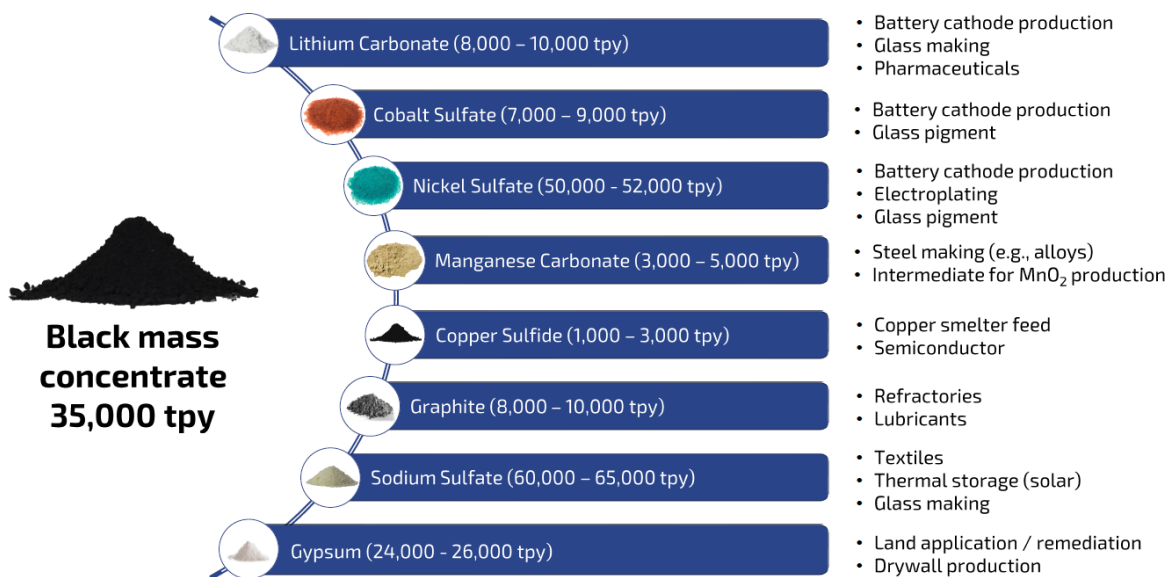 Lithium Carbonate (8,000 – 10,000 tpy)
• Battery cathode production
• Glass making
• Pharmaceuticals
Cobalt Sulfate (7,000 – 9,000 tpy)
• Battery cathode production
• Glass pigment
Nickel Sulfate (50,000 - 52,000 tpy)
• Battery cathode production
• Electroplating
• Glass pigment
Manganese Carbonate (3,000 – 5,000 tpy)
• Steel making (e.g., alloys)
• Intermediate for MnO₂ production
Black mass
concentrate
35,000 tpy
Copper Sulfide (1,000 – 3,000 tpy)
• Copper smelter feed
• Semiconductor
Graphite (8,000 – 10,000 tpy)
• Refractories
• Lubricants
Sodium Sulfate (60,000 – 65,000 tpy)
• Textiles
• Thermal storage (solar)
• Glass making
Gypsum (24,000 - 26,000 tpy)
• Land application / remediation
• Drywall production